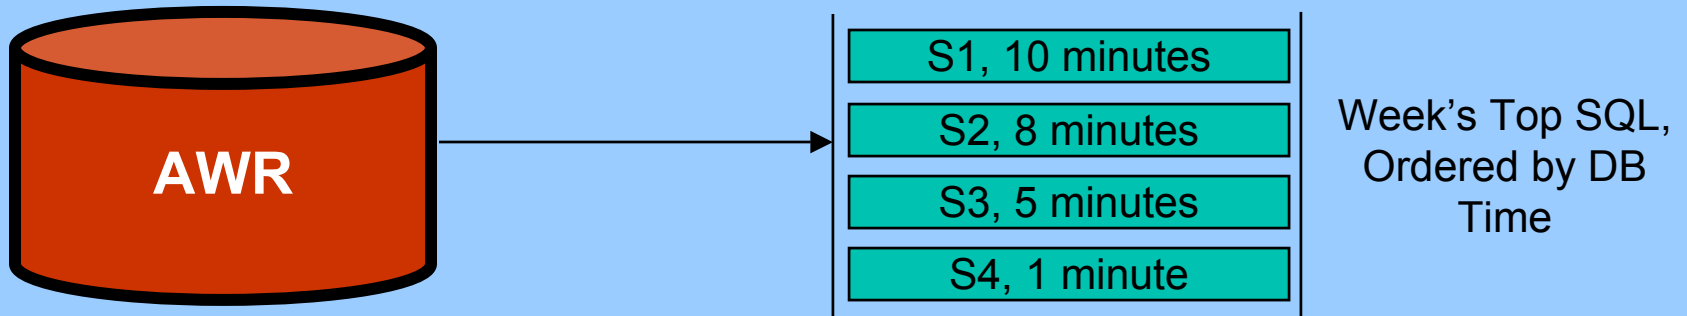 AWR
S1, 10 minutes
S2, 8 minutes
S3, 5 minutes
S4, 1 minute
Week’s Top SQL,
Ordered by DB
Time